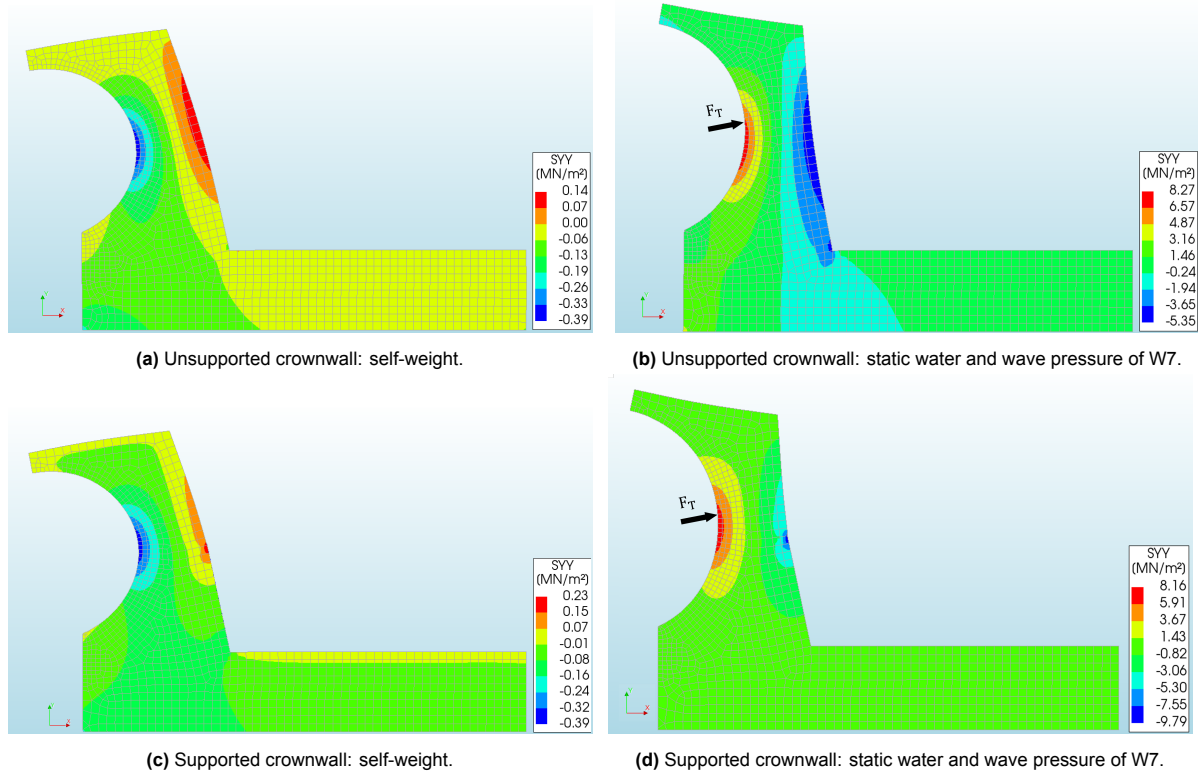 SYY
(MN/m²)
0.14
0.07
0.00
-0.06
-0.13
-0.19
-0.26
-0.33
-0.39
Y
X
(a) Unsupported crownwall: self-weight.
F_T
SYY
(MN/m²)
8.27
6.57
4.87
3.16
1.46
-0.24
-1.94
-3.65
-5.35
Y
X
(b) Unsupported crownwall: static water and wave pressure of W7.
SYY
(MN/m²)
0.23
0.15
0.07
-0.01
-0.08
-0.16
-0.24
-0.32
-0.39
Y
X
(c) Supported crownwall: self-weight.
F_T
SYY
(MN/m²)
8.16
5.91
3.67
1.43
-0.82
-3.06
-5.30
-7.55
-9.79
Y
X
(d) Supported crownwall: static water and wave pressure of W7.